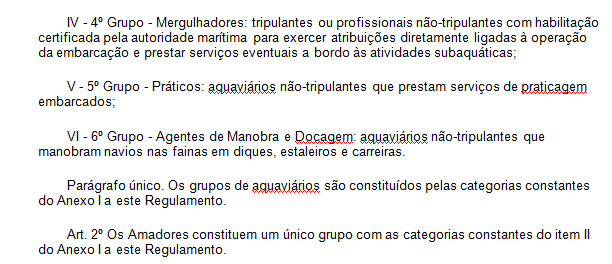 IV - 4º Grupo - Mergulhadores: tripulantes ou profissionais não-tripulantes com habilitação
certificada pela autoridade marítima para exercer atribuições diretamente ligadas à operação
da embarcação e prestar serviços eventuais a bordo às atividades subaquáticas;
V - 5º Grupo - Práticos: aquaviários não-tripulantes que prestam serviços de praticagem
embarcados;
VI - 6º Grupo - Agentes de Manobra e Docagem: aquaviários não-tripulantes que
manobram navios nas fainas em diques, estaleiros e carreiras.
Parágrafo único. Os grupos de aquaviários são constituídos pelas categorias constantes
do Anexo I a este Regulamento.
Art. 2º Os Amadores constituem um único grupo com as categorias constantes do item II
do Anexo I a este Regulamento.